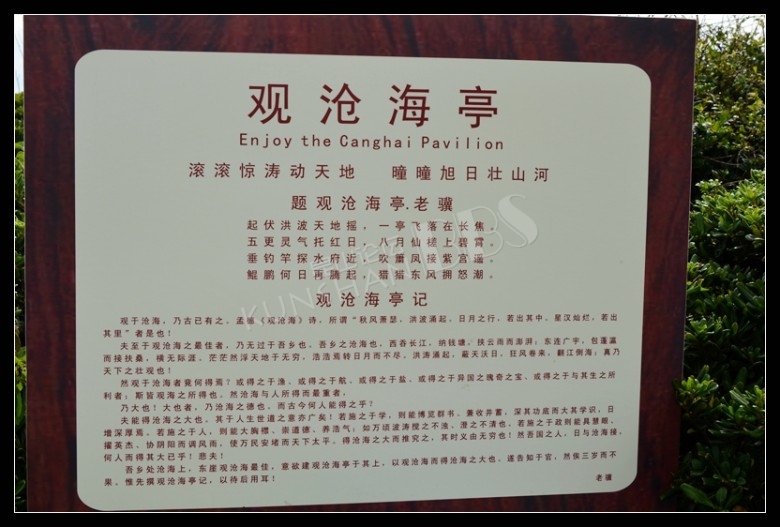 观沧海亭
Enjoy the Canghai Pavilion
滚滚惊涛动天地 曈曈旭日壮山河
题观沧海亭.老骥
起伏洪波天地摇，一亭飞落在长焦。
五更灵气托红日，八月仙槎上碧霄。
垂钓竿探水府近，吹箫凤接紫宫遥。
鲲鹏何日再腾起，猎猎东风拥怒潮。
观沧海亭记
观于沧海，乃古已有之。孟德《观沧海》诗，所谓“秋风萧瑟，洪波涌起，日月之行，若出其中，星汉灿烂，若出
其里”者是也！
夫至于观沧海之最佳者，乃无过于吾乡也。吾乡之沧海也，西吞长江，纳钱塘，挟云雨而澎湃；东连广宇，包蓬瀛
而接扶桑，横无际涯。茫茫然浮天地于无穷，浩浩焉转日月而不尽。洪涛涌起，蔽天沃日，狂风卷来，翻江倒海；真乃
天下之壮观也！
然观于沧海者竟何得焉？或得之于渔、或得之于航、或得之于盐、或得之于异国之瑰奇之宝、或得之于与其生之所
利者；斯皆观海之所得也，然沧海与人所得而最重者，
乃大也！大也者，乃沧海之德也，而古今何人能得之乎？
夫能得沧海之大也，其于人生世道之意亦广矣！若施之于学，则能博览群书、兼收并蓄，深其功底而大其学识，日
增深厚焉，若施之于人，则能大胸襟、崇道德、养浩气；如万顷波涛搅之不浊、澄之不清也。若施之于政则能具慧眼、
擢英杰、协阴阳而调风雨，使万民安堵而天下太平。得沧海之大而推究之，其时义由无穷也！然吾国之人，日与沧海接，
何人而得其大已乎！悲夫！
吾乡处沧海上，东崖观沧海最佳，意欲建观沧海亭于其上，以观沧海而得沧海之大也。遂告知于官，然俟三岁而不
果。惟先撰观沧海亭记，以待后用耳！
老骥